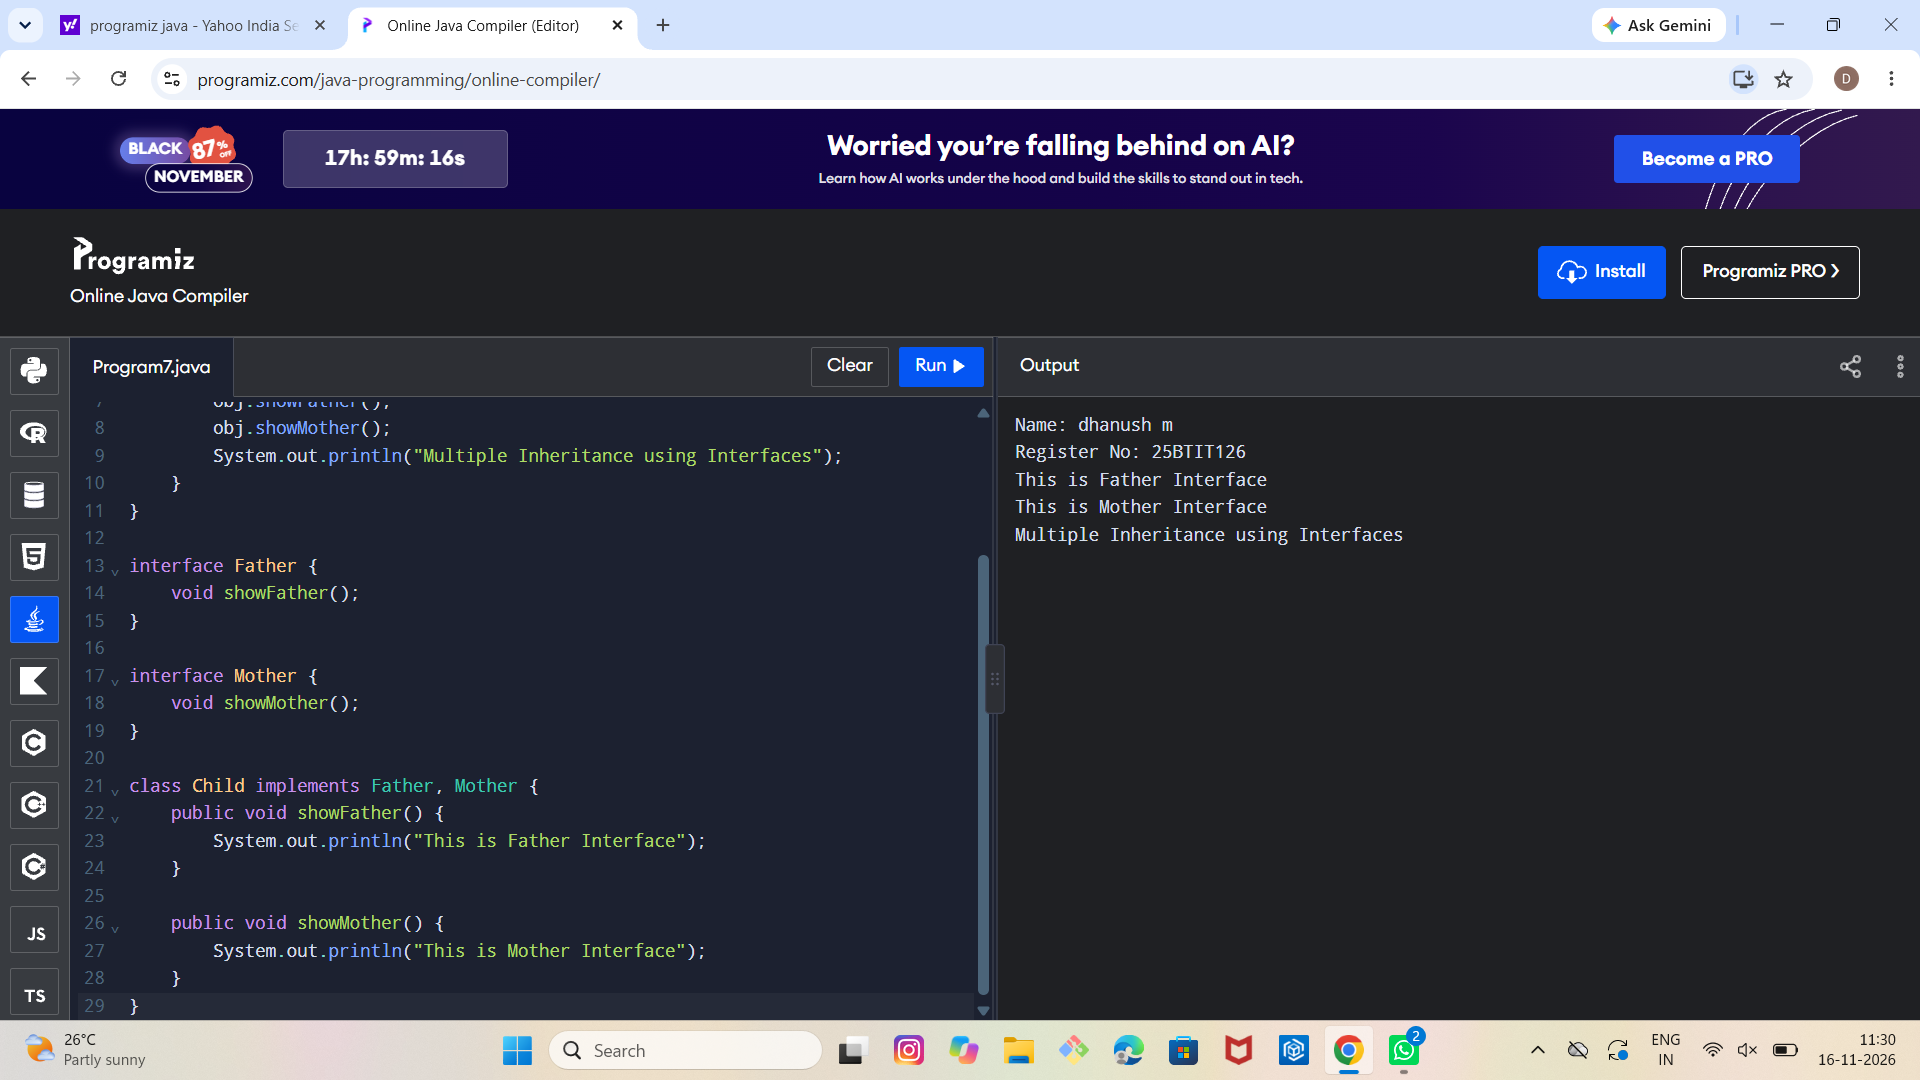 programiz java - Yahoo India Se
Online Java Compiler (Editor)
Ask Gemini
programiz.com/java-programming/online-compiler/
D
BLACK 87% OFF
NOVEMBER
17h: 59m: 16s
Worried you’re falling behind on AI?
Learn how AI works under the hood and build the skills to stand out in tech.
Become a PRO
Programiz
Online Java Compiler
Install
Programiz PRO
Program7.java
Clear
Run
Output
7 obj.showFather();
8 obj.showMother();
9 System.out.println("Multiple Inheritance using Interfaces");
10 }
11 }
12
13 interface Father {
14 void showFather();
15 }
16
17 interface Mother {
18 void showMother();
19 }
20
21 class Child implements Father, Mother {
22 public void showFather() {
23 System.out.println("This is Father Interface");
24 }
25
26 public void showMother() {
27 System.out.println("This is Mother Interface");
28 }
29 }
Name: dhanush m
Register No: 25BTIT126
This is Father Interface
This is Mother Interface
Multiple Inheritance using Interfaces
JS
TS
26°C
Partly sunny
Search
2
ENG
IN
11:30
16-11-2026